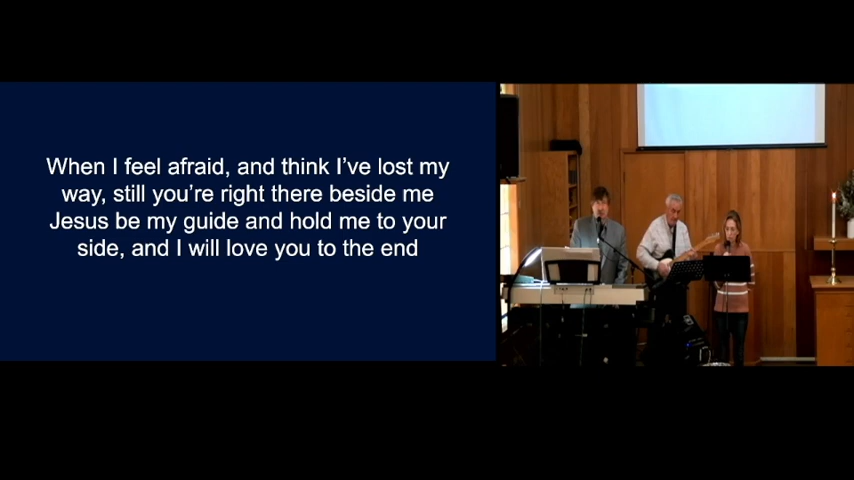 When I feel afraid, and think I've lost my
way, still you're right there beside me
Jesus be my guide and hold me to your
side, and I will love you to the end